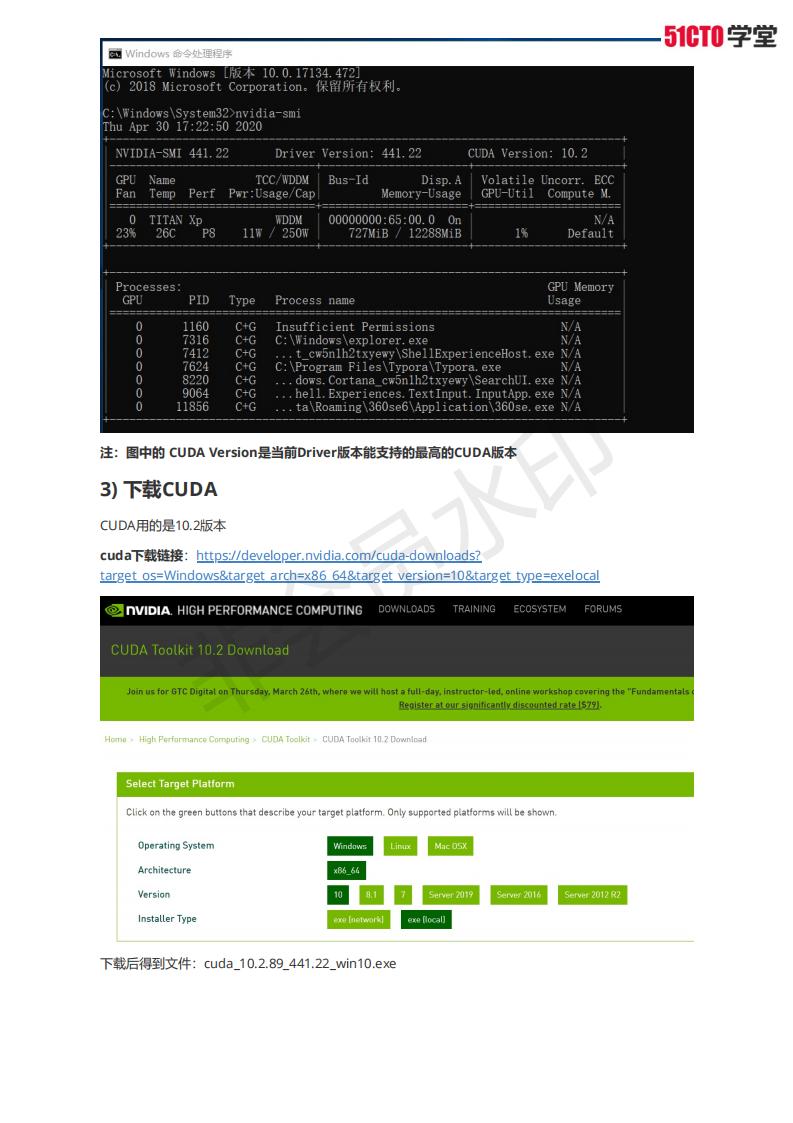 51CTO学堂
Windows 命令处理程序
Microsoft Windows [版本 10.0.17134.472]
(c) 2018 Microsoft Corporation。保留所有权利。
C:\Windows\System32>nvidia-smi
Thu Apr 30 17:22:50 2020
NVIDIA-SMI 441.22 Driver Version: 441.22 CUDA Version: 10.2
GPU Name TCC/WDDM | Bus-Id Disp.A | Volatile Uncorr. ECC
Fan Temp Perf Pwr:Usage/Cap| Memory-Usage | GPU-Util Compute M.
0 TITAN Xp WDDM | 00000000:65:00.0 On | N/A
23% 26C P8 11W / 250W | 727MiB / 12288MiB | 1% Default
Processes: GPU Memory
GPU PID Type Process name Usage
0 1160 C+G Insufficient Permissions N/A
0 7316 C+G C:\Windows\explorer.exe N/A
0 7412 C+G ...t_cw5n1h2txyewy\ShellExperienceHost.exe N/A
0 7624 C+G C:\Program Files\Typora\Typora.exe N/A
0 8220 C+G ...dows.Cortana_cw5n1h2txyewy\SearchUI.exe N/A
0 9064 C+G ...hell.Experiences.TextInput.InputApp.exe N/A
0 11856 C+G ...ta\Roaming\360se6\Application\360se.exe N/A
注：图中的 CUDA Version是当前Driver版本能支持的最高的CUDA版本
3) 下载CUDA
CUDA用的是10.2版本
cuda下载链接：https://developer.nvidia.com/cuda-downloads?
target_os=Windows&target_arch=x86_64&target_version=10&target_type=exelocal
NVIDIA. HIGH PERFORMANCE COMPUTING DOWNLOADS TRAINING ECOSYSTEM FORUMS
CUDA Toolkit 10.2 Download
Join us for GTC Digital on Thursday, March 26th, where we will host a full-day, instructor-led, online workshop covering the "Fundamentals
Register at our significantly discounted rate ($79).
Home > High Performance Computing > CUDA Toolkit > CUDA Toolkit 10.2 Download
Select Target Platform
Click on the green buttons that describe your target platform. Only supported platforms will be shown.
Operating System Windows Linux Mac OSX
Architecture x86_64
Version 10 8.1 7 Server 2019 Server 2016 Server 2012 R2
Installer Type exe [network] exe [local]
下载后得到文件：cuda_10.2.89_441.22_win10.exe
非会员水印